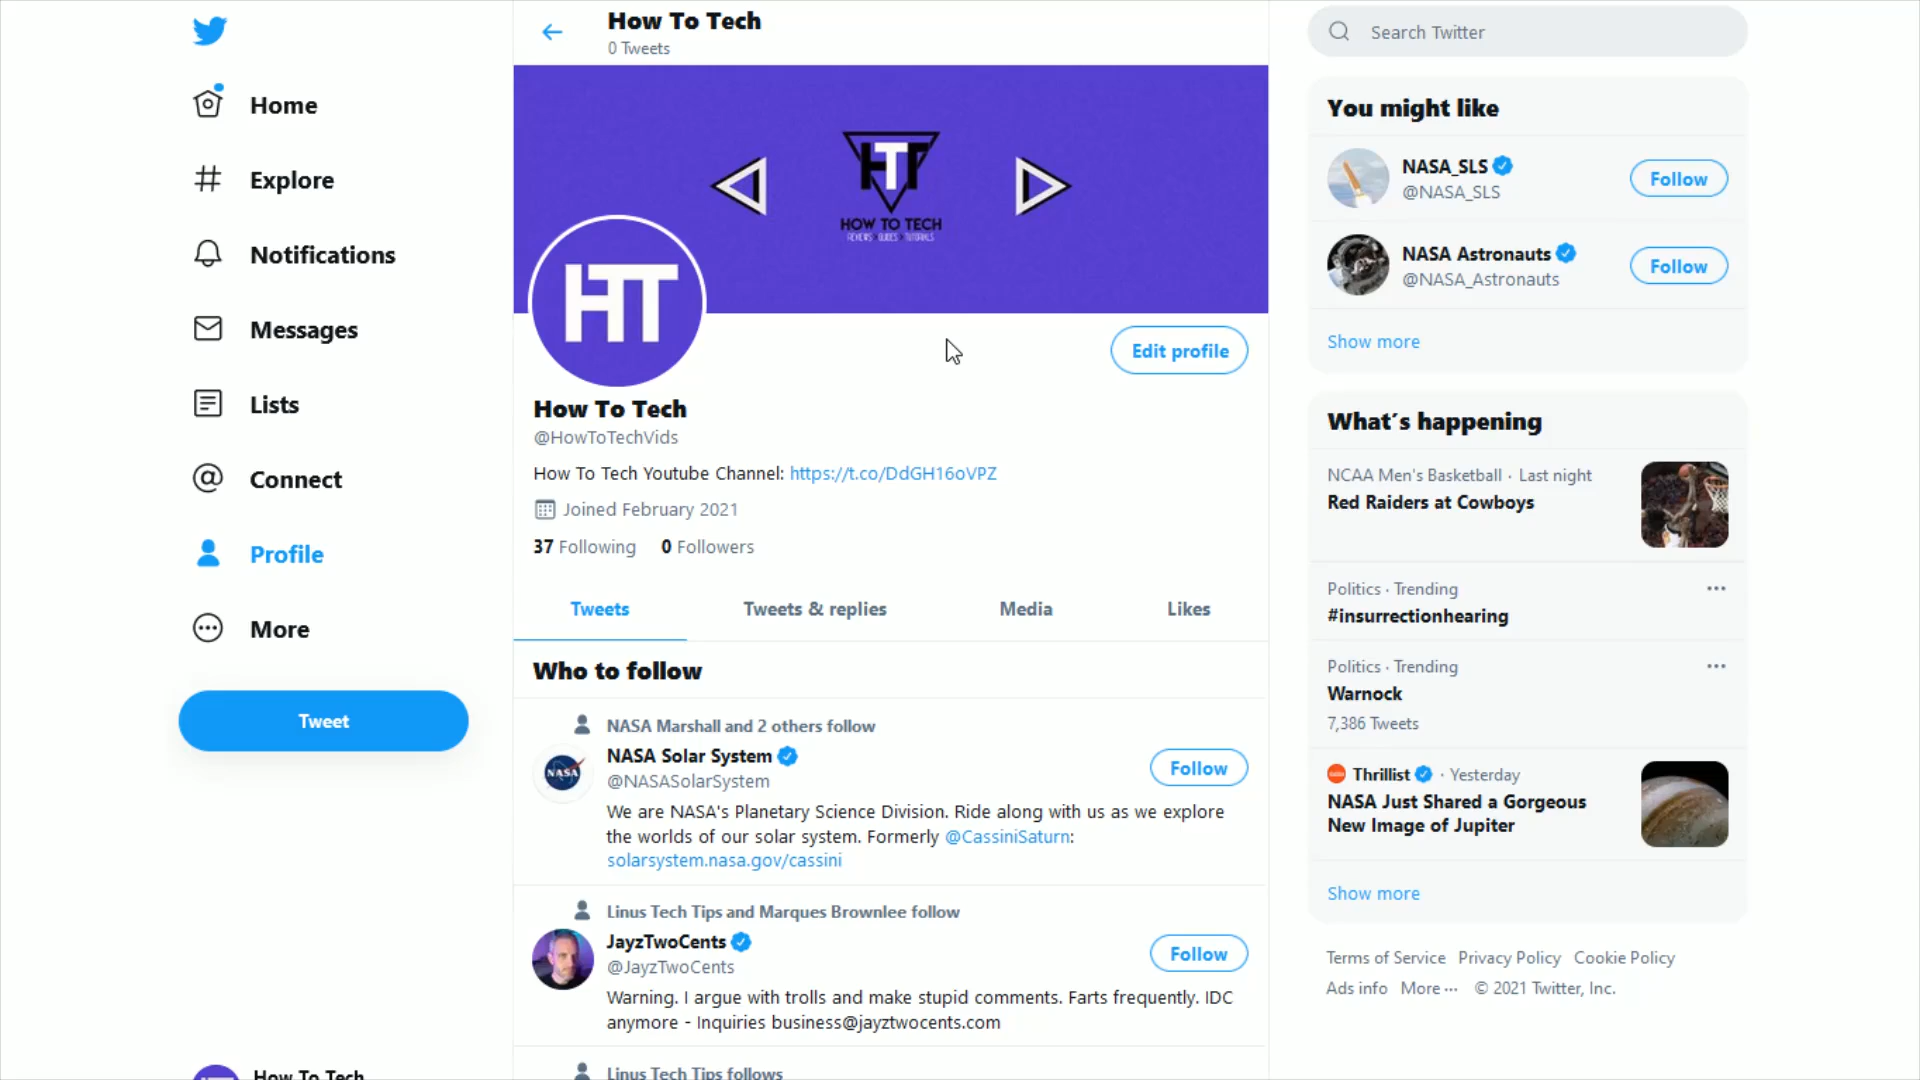 Home
Explore
Notifications
Messages
Lists
Connect
Profile
More
Tweet
How To Tech
How To Tech
0 Tweets
HTT
HOW TO TECH
REVIEWS GUIDES TUTORIALS
HT
Edit profile
How To Tech
@HowToTechVids
How To Tech Youtube Channel: https://t.co/DdGH16oVPZ
Joined February 2021
37 Following 0 Followers
Tweets Tweets & replies Media Likes
Who to follow
NASA Marshall and 2 others follow
NASA
NASA Solar System
@NASASolarSystem
Follow
We are NASA's Planetary Science Division. Ride along with us as we explore
the worlds of our solar system. Formerly @CassiniSaturn:
solarsystem.nasa.gov/cassini
Linus Tech Tips and Marques Brownlee follow
JayzTwoCents
@JayzTwoCents
Follow
Warning. I argue with trolls and make stupid comments. Farts frequently. IDC
anymore - Inquiries business@jayztwocents.com
Linus Tech Tips follows
Search Twitter
You might like
NASA_SLS
@NASA_SLS
Follow
NASA Astronauts
@NASA_Astronauts
Follow
Show more
What´s happening
NCAA Men's Basketball · Last night
Red Raiders at Cowboys
Politics · Trending
#insurrectionhearing
Politics · Trending
Warnock
7,386 Tweets
Thrillist · Yesterday
NASA Just Shared a Gorgeous
New Image of Jupiter
Show more
Terms of Service Privacy Policy Cookie Policy
Ads info More ··· © 2021 Twitter, Inc.